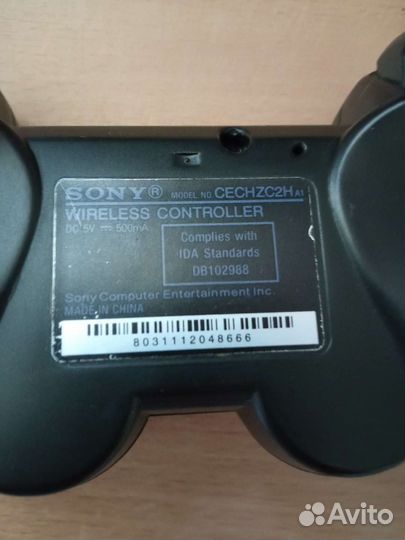 SONY® MODEL NO CECHZC2H A1
WIRELESS CONTROLLER
DC 5V ⎓ 500mA
Complies with
IDA Standards
DB102988
Sony Computer Entertainment Inc.
MADE IN CHINA
8031112048666
Avito